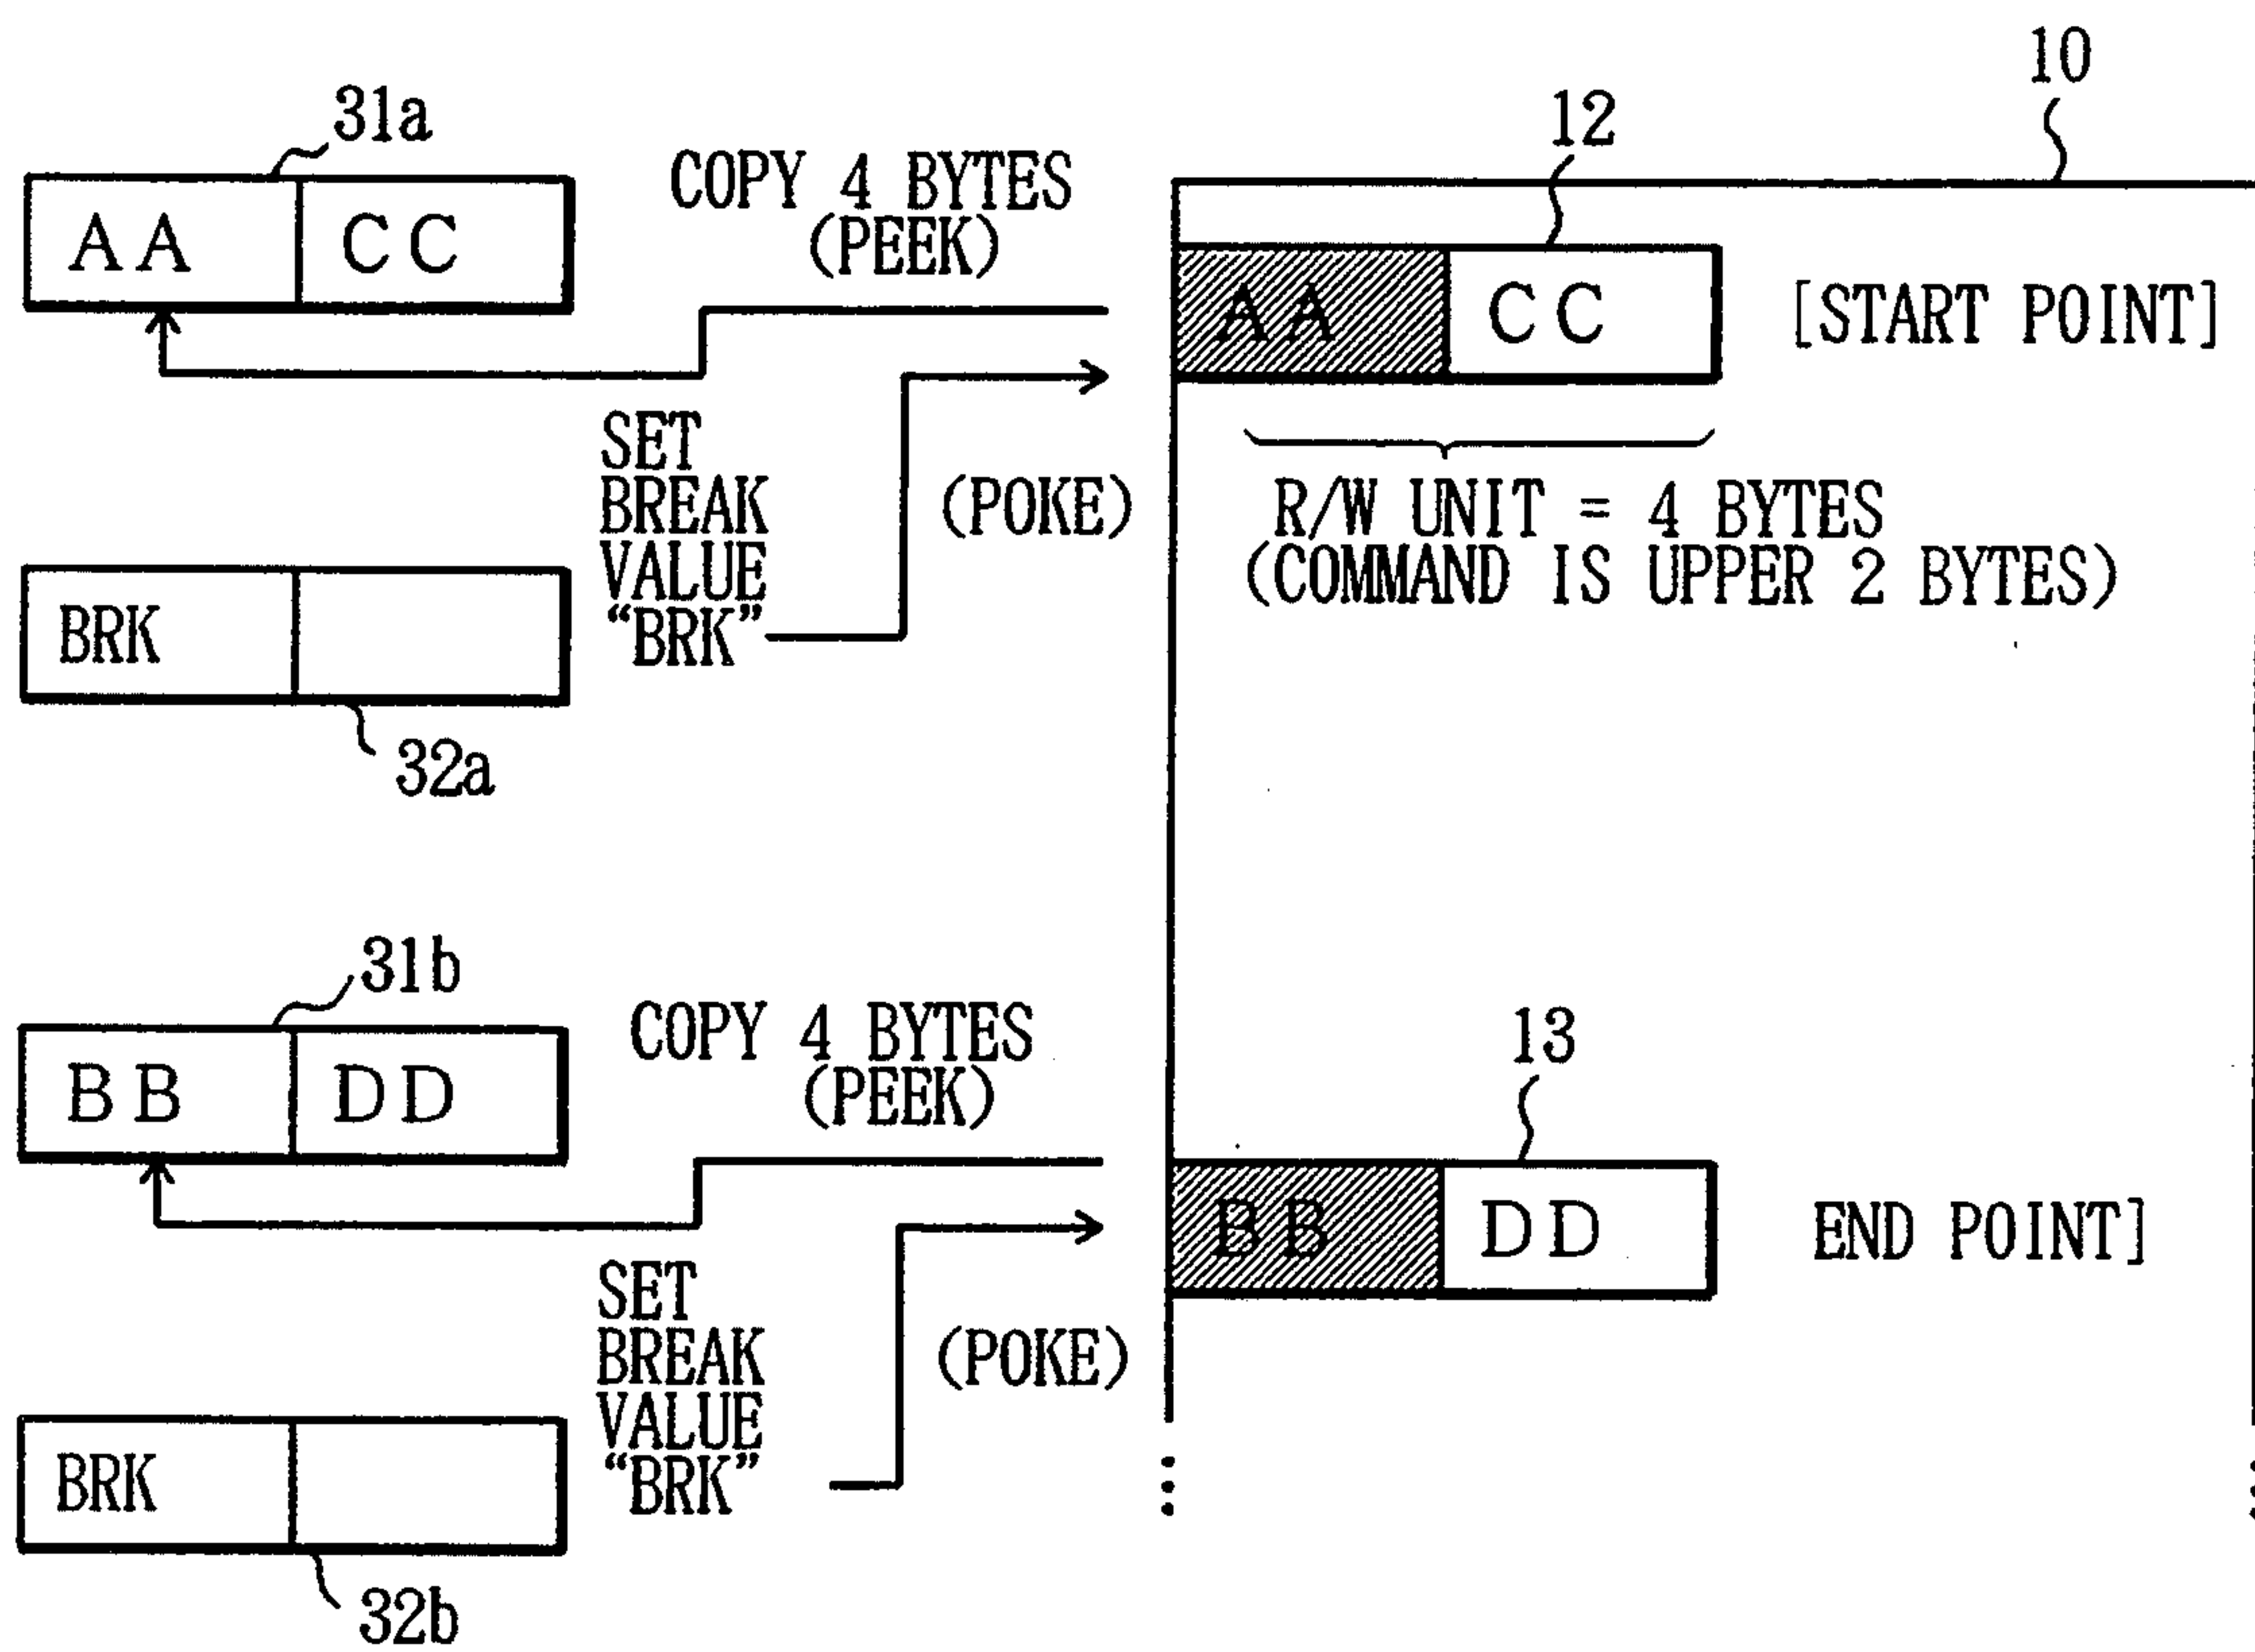 10
31a
12
AA CC
COPY 4 BYTES
(PEEK)
AA CC
[START POINT]
SET
BREAK
VALUE
"BRK"
(POKE)
R/W UNIT = 4 BYTES
(COMMAND IS UPPER 2 BYTES)
BRK
32a
31b
BB DD
COPY 4 BYTES
(PEEK)
13
BB DD
END POINT]
SET
BREAK
VALUE
"BRK"
(POKE)
BRK
32b